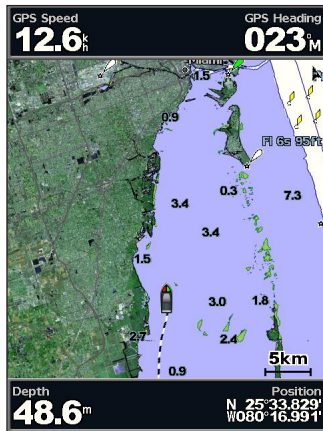 GPS Speed
12.6kh
GPS Heading
023°M
Miami
1.5
0.9
Fl 6s 95ft
0.3
7.3
3.4
3.4
1.5
3.0
1.8
2.7
2.4
0.9
5km
Depth
48.6m
Position
N 25°33.829'
W080°16.991'